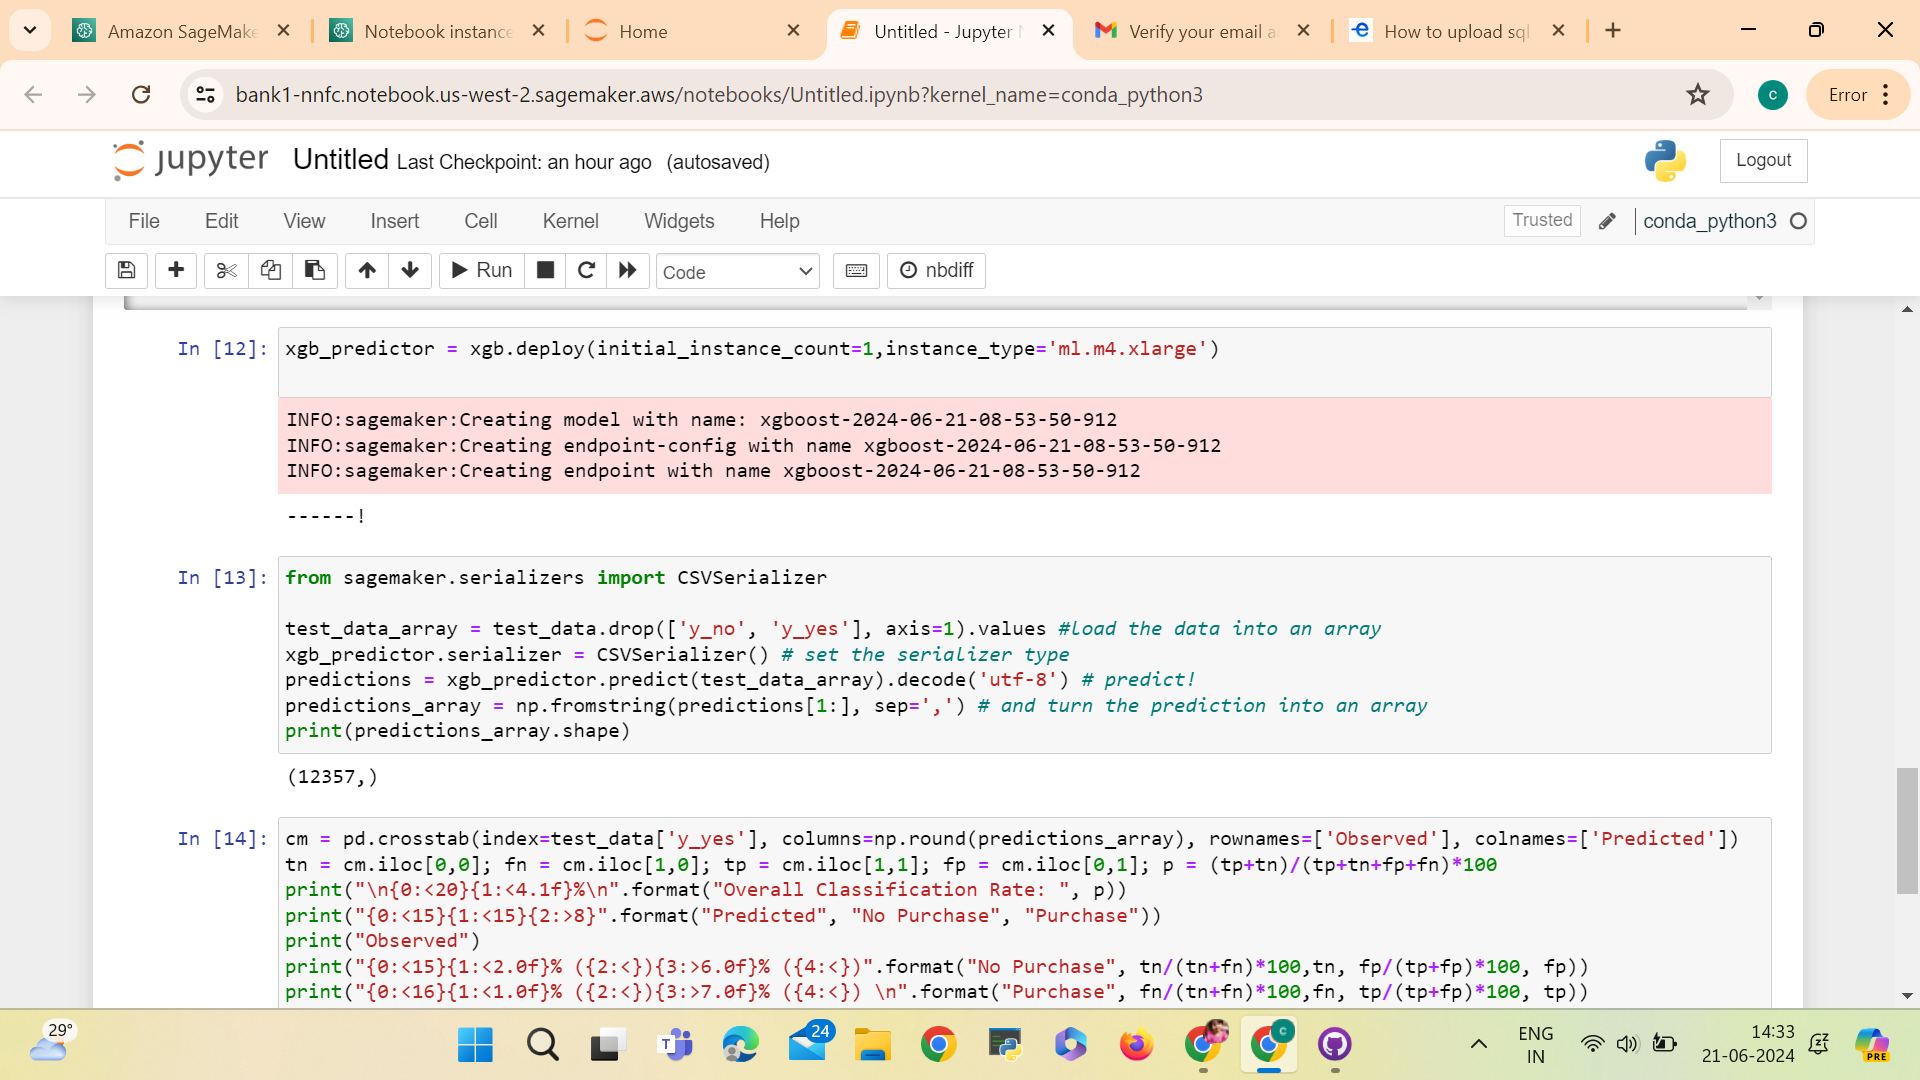 Amazon SageMake
Notebook instance
Home
Untitled - Jupyter
Verify your email a
How to upload sql
bank1-nnfc.notebook.us-west-2.sagemaker.aws/notebooks/Untitled.ipynb?kernel_name=conda_python3
C
Error
jupyter Untitled Last Checkpoint: an hour ago (autosaved)
Logout
File Edit View Insert Cell Kernel Widgets Help
Trusted
conda_python3
Run
Code
nbdiff
In [12]: xgb_predictor = xgb.deploy(initial_instance_count=1,instance_type='ml.m4.xlarge')
INFO:sagemaker:Creating model with name: xgboost-2024-06-21-08-53-50-912
INFO:sagemaker:Creating endpoint-config with name xgboost-2024-06-21-08-53-50-912
INFO:sagemaker:Creating endpoint with name xgboost-2024-06-21-08-53-50-912
------!
In [13]: from sagemaker.serializers import CSVSerializer
test_data_array = test_data.drop(['y_no', 'y_yes'], axis=1).values #load the data into an array
xgb_predictor.serializer = CSVSerializer() # set the serializer type
predictions = xgb_predictor.predict(test_data_array).decode('utf-8') # predict!
predictions_array = np.fromstring(predictions[1:], sep=',') # and turn the prediction into an array
print(predictions_array.shape)
(12357,)
In [14]: cm = pd.crosstab(index=test_data['y_yes'], columns=np.round(predictions_array), rownames=['Observed'], colnames=['Predicted'])
tn = cm.iloc[0,0]; fn = cm.iloc[1,0]; tp = cm.iloc[1,1]; fp = cm.iloc[0,1]; p = (tp+tn)/(tp+tn+fp+fn)*100
print("\n{0:<20}{1:<4.1f}%\n".format("Overall Classification Rate: ", p))
print("{0:<15}{1:<15}{2:>8}".format("Predicted", "No Purchase", "Purchase"))
print("Observed")
print("{0:<15}{1:<2.0f}% ({2:<}){3:>6.0f}% ({4:<})".format("No Purchase", tn/(tn+fn)*100,tn, fp/(tp+fp)*100, fp))
print("{0:<16}{1:<1.0f}% ({2:<}){3:>7.0f}% ({4:<}) \n".format("Purchase", fn/(tn+fn)*100,fn, tp/(tp+fp)*100, tp))
29°
24
C
ENG
IN
14:33
21-06-2024
PRE